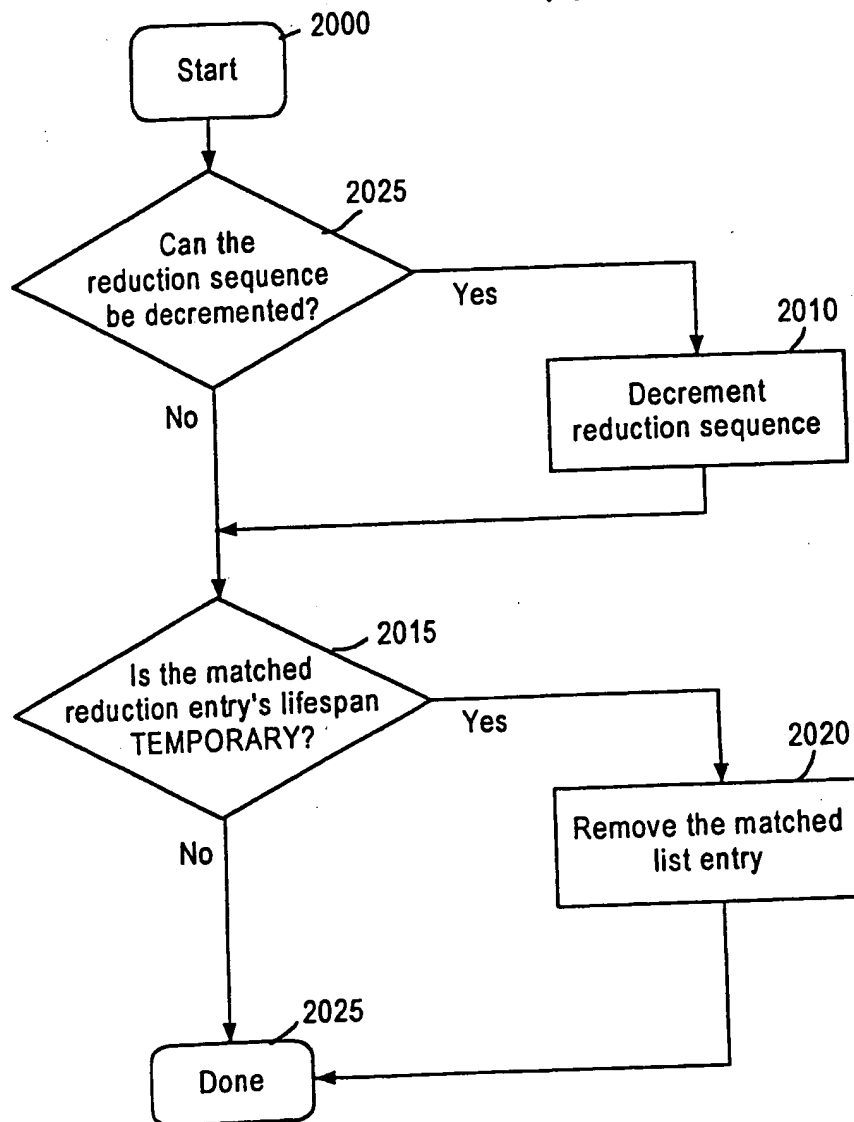 2000
Start
2025
Can the
reduction sequence
be decremented?
Yes
2010
Decrement
reduction sequence
No
2015
Is the matched
reduction entry's lifespan
TEMPORARY?
Yes
2020
Remove the matched
list entry
No
2025
Done